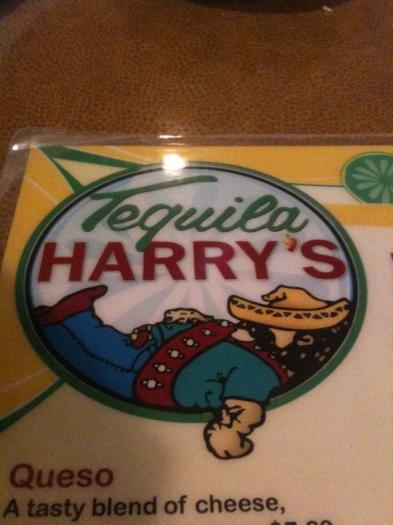 Tequila
HARRY'S
Queso
A tasty blend of cheese,